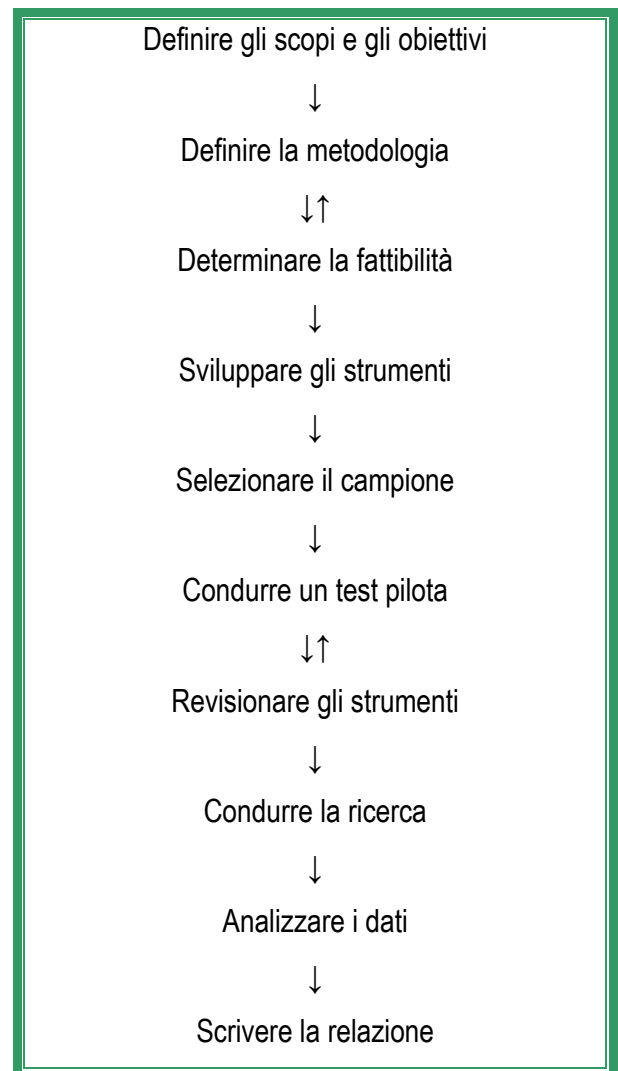 Definire gli scopi e gli obiettivi
↓
Definire la metodologia
↓↑
Determinare la fattibilità
↓
Sviluppare gli strumenti
↓
Selezionare il campione
↓
Condurre un test pilota
↓↑
Revisionare gli strumenti
↓
Condurre la ricerca
↓
Analizzare i dati
↓
Scrivere la relazione